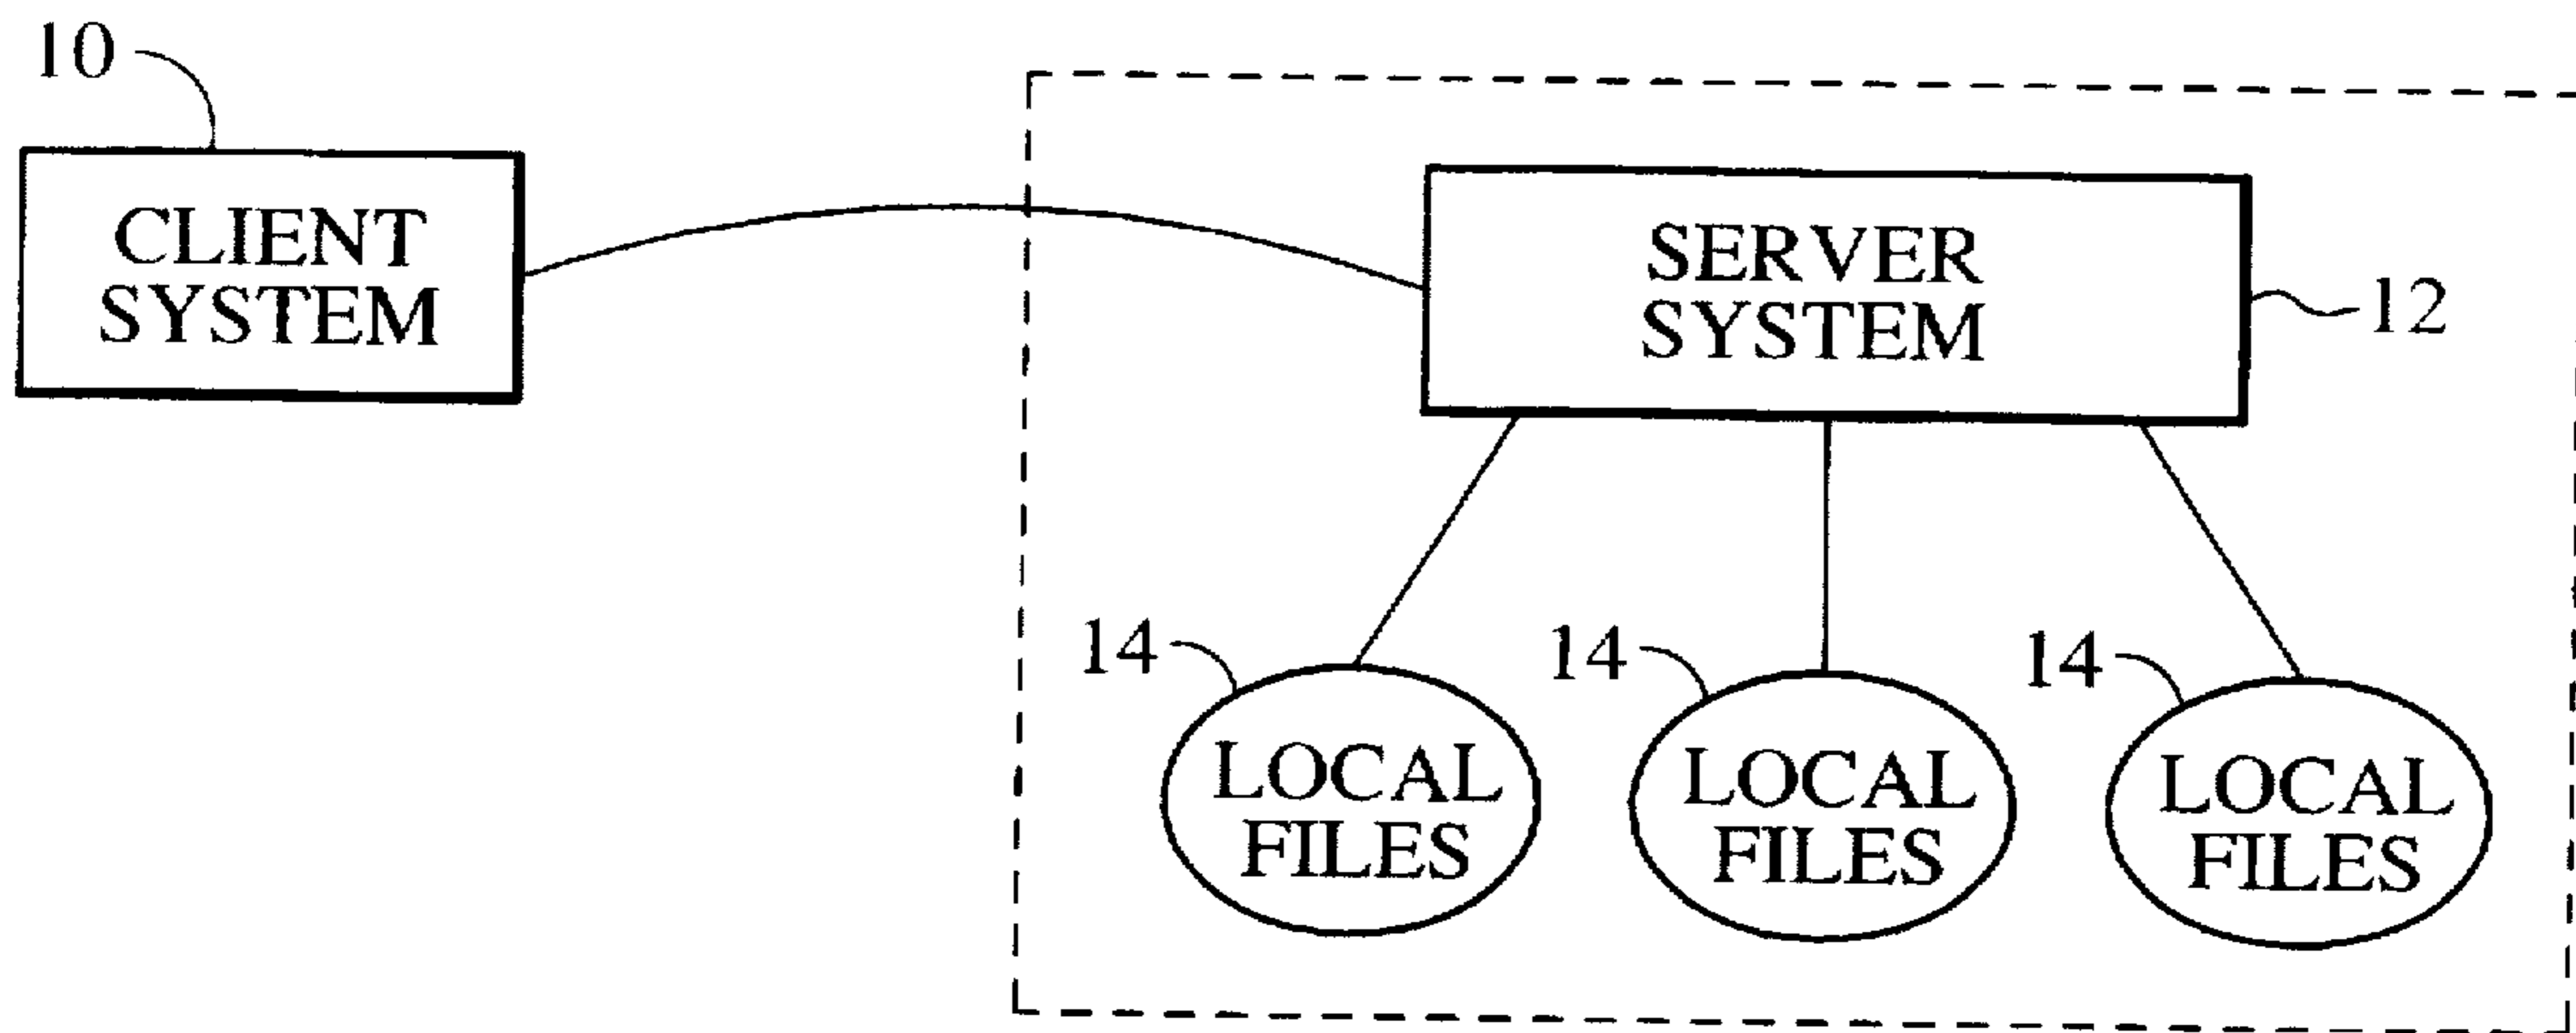 10
CLIENT
SYSTEM
SERVER
SYSTEM
12
14
LOCAL
FILES
14
LOCAL
FILES
14
LOCAL
FILES